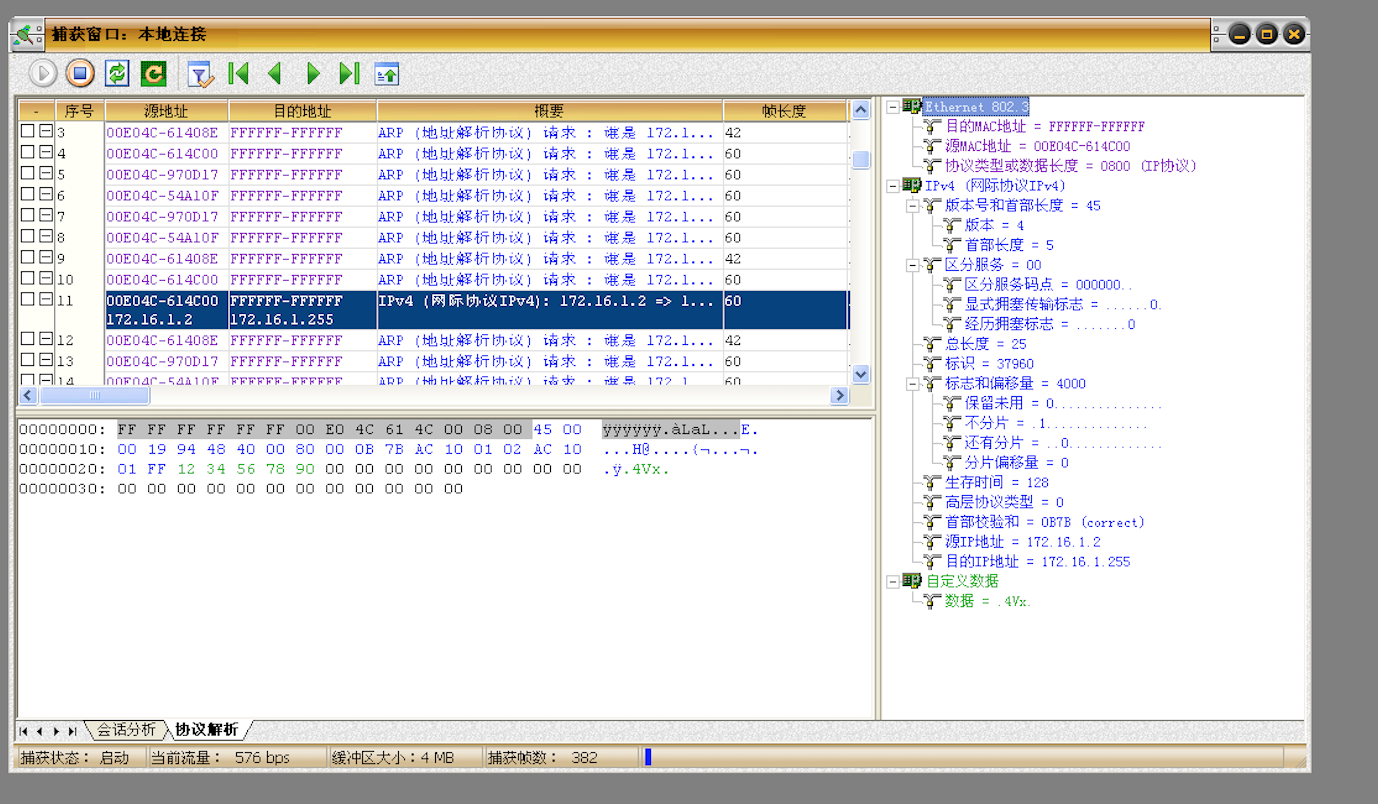 捕获窗口: 本地连接
- 序号 源地址 目的地址 概要 帧长度
3 00E04C-61408E FFFFFF-FFFFFF ARP (地址解析协议) 请求 : 谁是 172.1... 42
4 00E04C-614C00 FFFFFF-FFFFFF ARP (地址解析协议) 请求 : 谁是 172.1... 60
5 00E04C-970D17 FFFFFF-FFFFFF ARP (地址解析协议) 请求 : 谁是 172.1... 60
6 00E04C-54A10F FFFFFF-FFFFFF ARP (地址解析协议) 请求 : 谁是 172.1... 60
7 00E04C-970D17 FFFFFF-FFFFFF ARP (地址解析协议) 请求 : 谁是 172.1... 60
8 00E04C-54A10F FFFFFF-FFFFFF ARP (地址解析协议) 请求 : 谁是 172.1... 60
9 00E04C-61408E FFFFFF-FFFFFF ARP (地址解析协议) 请求 : 谁是 172.1... 42
10 00E04C-614C00 FFFFFF-FFFFFF ARP (地址解析协议) 请求 : 谁是 172.1... 60
11 00E04C-614C00 FFFFFF-FFFFFF IPv4 (网际协议IPv4): 172.16.1.2 => 1... 60
172.16.1.2 172.16.1.255
12 00E04C-61408E FFFFFF-FFFFFF ARP (地址解析协议) 请求 : 谁是 172.1... 42
13 00E04C-970D17 FFFFFF-FFFFFF ARP (地址解析协议) 请求 : 谁是 172.1... 60
14 00E04C-54A10F FFFFFF-FFFFFF ARP (地址解析协议) 请求 : 谁是 172.1... 60
00000000: FF FF FF FF FF FF 00 E0 4C 61 4C 00 08 00 45 00 ÿÿÿÿÿÿ.àLaL...E.
00000010: 00 19 94 48 40 00 80 00 0B 7B AC 10 01 02 AC 10 ...H@....{¬...¬.
00000020: 01 FF 12 34 56 78 90 00 00 00 00 00 00 00 00 00 .ÿ.4Vx.
00000030: 00 00 00 00 00 00 00 00 00 00 00 00
Ethernet 802.3
目的MAC地址 = FFFFFF-FFFFFF
源MAC地址 = 00E04C-614C00
协议类型或数据长度 = 0800 (IP协议)
IPv4 (网际协议IPv4)
版本号和首部长度 = 45
版本 = 4
首部长度 = 5
区分服务 = 00
区分服务码点 = 000000..
显式拥塞传输标志 = ......0.
经历拥塞标志 = .......0
总长度 = 25
标识 = 37960
标志和偏移量 = 4000
保留未用 = 0...............
不分片 = .1..............
还有分片 = ..0.............
分片偏移量 = 0
生存时间 = 128
高层协议类型 = 0
首部校验和 = 0B7B (correct)
源IP地址 = 172.16.1.2
目的IP地址 = 172.16.1.255
自定义数据
数据 = .4Vx.
会话分析 协议解析
捕获状态: 启动 当前流量: 576 bps 缓冲区大小:4 MB 捕获帧数: 382